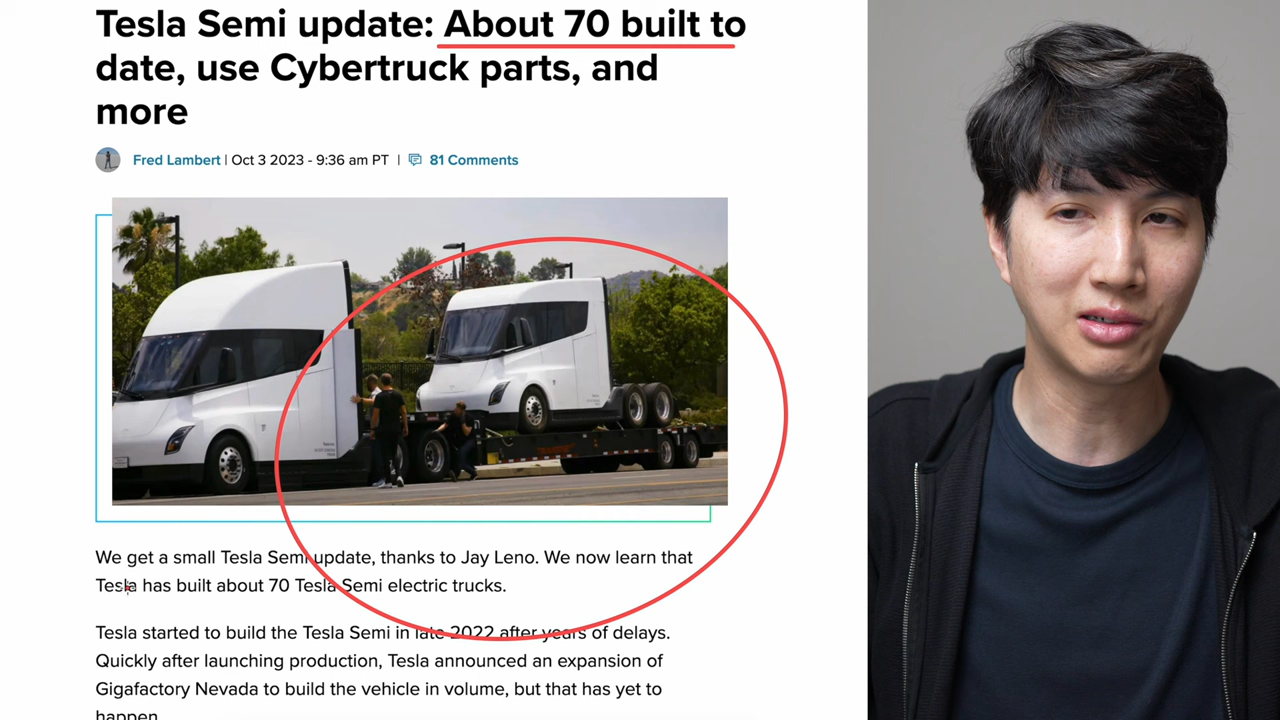 Tesla Semi update: About 70 built to
date, use Cybertruck parts, and
more
Fred Lambert | Oct 3 2023 - 9:36 am PT | 81 Comments
We get a small Tesla Semi update, thanks to Jay Leno. We now learn that
Tesla has built about 70 Tesla Semi electric trucks.
Tesla started to build the Tesla Semi in late 2022 after years of delays.
Quickly after launching production, Tesla announced an expansion of
Gigafactory Nevada to build the vehicle in volume, but that has yet to
happen.